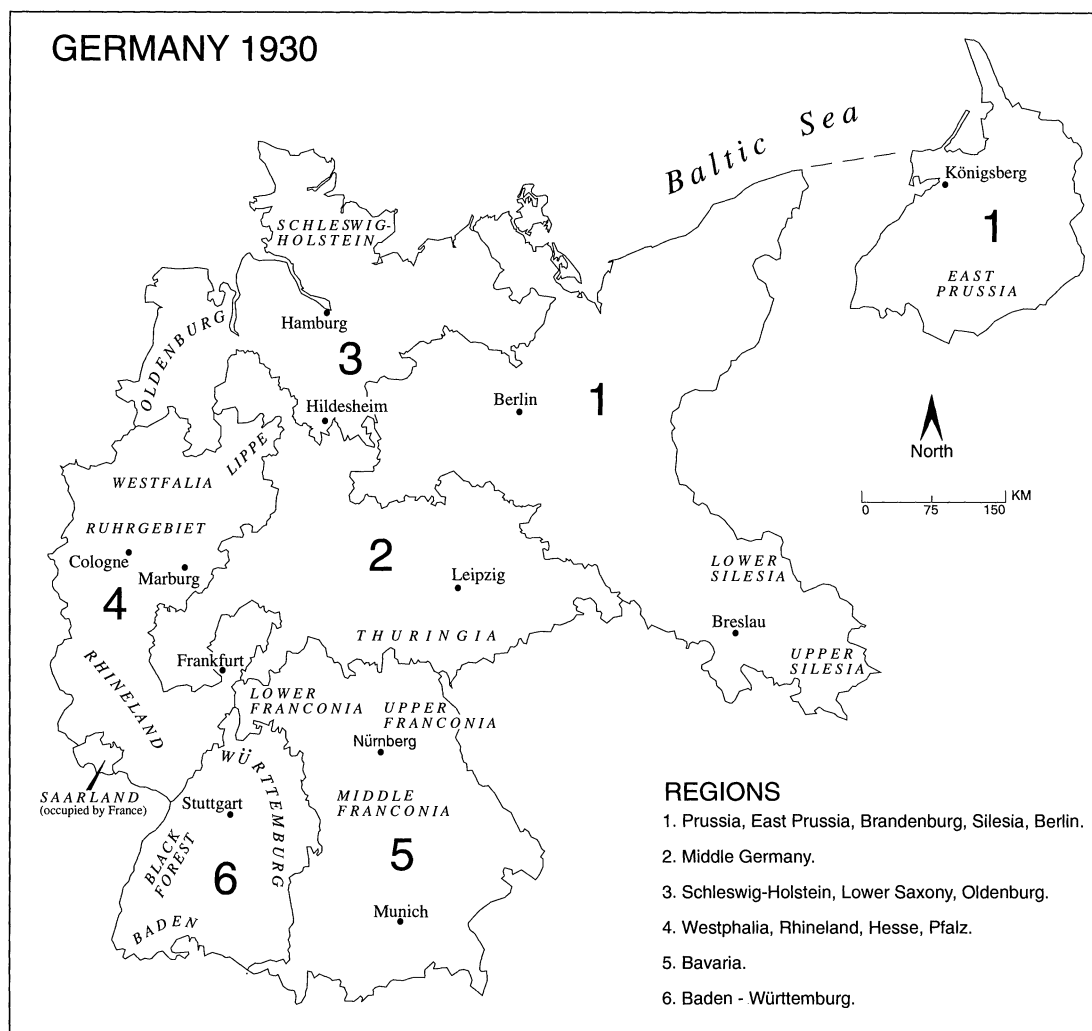 GERMANY 1930
Baltic Sea
Königsberg
1
EAST
PRUSSIA
SCHLESWIG-
HOLSTEIN
Hamburg
OLDENBURG
3
Hildesheim
Berlin
1
North
LIPPE
WESTFALIA
0 75 150 KM
RUHRGEBIET
Cologne
Marburg
4
2
Leipzig
LOWER
SILESIA
Breslau
UPPER
SILESIA
THURINGIA
Frankfurt
RHINELAND
LOWER
FRANCONIA
UPPER
FRANCONIA
Nürnberg
WÜRTTEMBURG
SAARLAND
(occupied by France)
Stuttgart
MIDDLE
FRANCONIA
BLACK
FOREST
6
5
BADEN
Munich
REGIONS
1. Prussia, East Prussia, Brandenburg, Silesia, Berlin.
2. Middle Germany.
3. Schleswig-Holstein, Lower Saxony, Oldenburg.
4. Westphalia, Rhineland, Hesse, Pfalz.
5. Bavaria.
6. Baden - Württemburg.